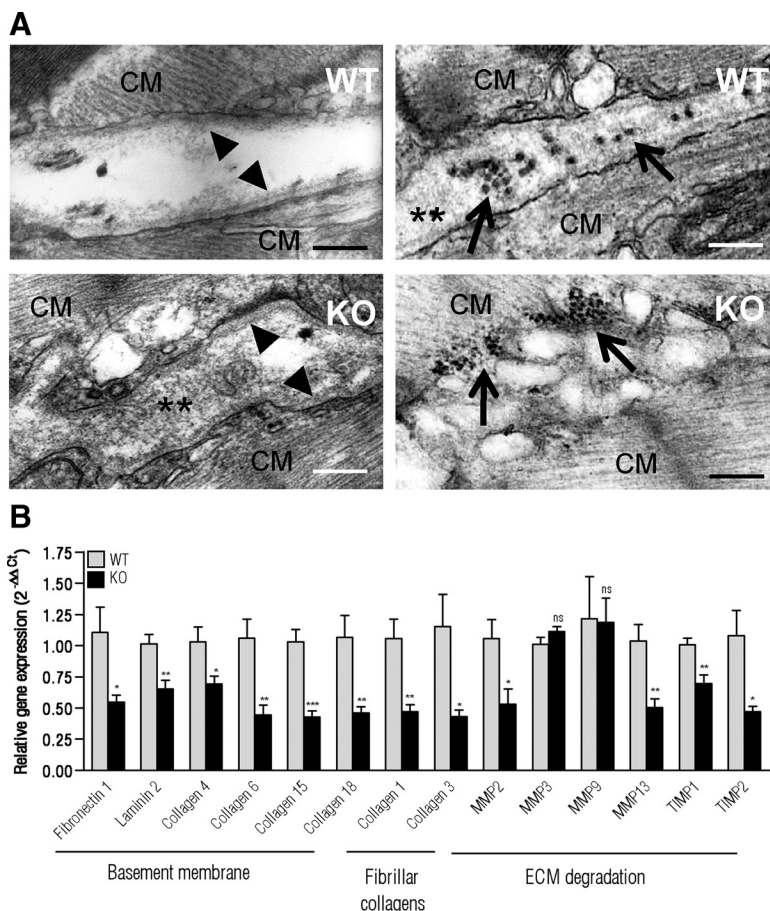 A
CM
WT
CM
CM
WT
**
CM
CM
KO
**
CM
CM
KO
CM
B
Relative gene expression (2^-ΔΔCt)
1.75
1.50
1.25
1.00
0.75
0.50
0.25
0.00
WT
KO
*
**
*
**
***
**
**
*
*
ns
ns
**
**
*
Fibronectin 1
Laminin 2
Collagen 4
Collagen 6
Collagen 15
Collagen 18
Collagen 1
Collagen 3
MMP2
MMP3
MMP9
MMP13
TIMP1
TIMP2
Basement membrane
Fibrillar
collagens
ECM degradation